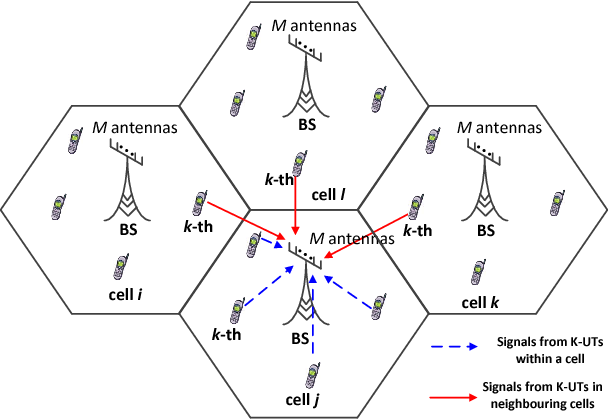 M antennas
BS
k-th
cell l
M antennas
BS
k-th
cell i
M antennas
BS
k-th
cell k
M antennas
k-th
BS
cell j
Signals from K-UTs
within a cell
Signals from K-UTs in
neighbouring cells